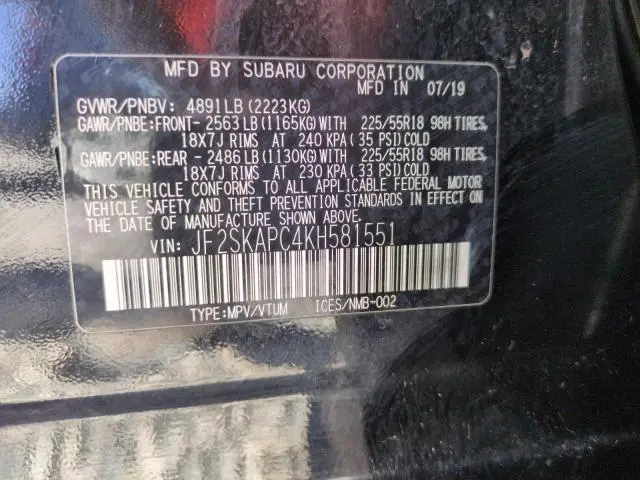 MFD BY SUBARU CORPORATION
MFD IN 07/19
GVWR/PNBV: 4891LB (2223KG)
GAWR/PNBE:FRONT- 2563LB(1165KG)WITH 225/55R18 98H TIRES,
18X7J RIMS AT 240 KPA(35 PSI)COLD
GAWR/PNBE:REAR - 2486LB(1130KG)WITH 225/55R18 98H TIRES,
18X7J RIMS AT 230 KPA(33 PSI)COLD
THIS VEHICLE CONFORMS TO ALL APPLICABLE FEDERAL MOTOR
VEHICLE SAFETY AND THEFT PREVENTION STANDARDS IN EFFECT ON
THE DATE OF MANUFACTURE SHOWN ABOVE.
VIN: JF2SKAPC4KH581551
TYPE:MPV/VTUM ICES/NMB-002